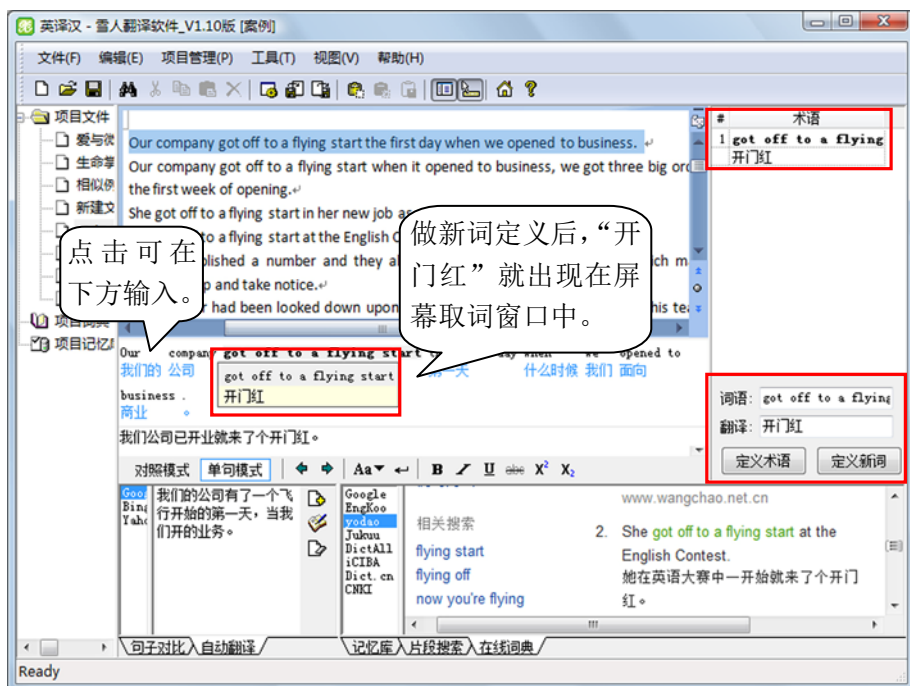 英译汉 - 雪人翻译软件_V1.10版 [案例]
文件(F) 编辑(E) 项目管理(P) 工具(T) 视图(V) 帮助(H)
项目文件
爱与
生命掌
相似例
新建文
项目记忆
Our company got off to a flying start the first day when we opened to business.
Our company got off to a flying start when it opened to business, we got three big or
the first week of opening.
She got off to a flying start in her new job a
to a flying start at the English C
blished a number and they al
ch m
p and take notice.
r had been looked down upon
his te
点击可在
下方输入。
做新词定义后，“开
门红”就出现在屏
幕取词窗口中。
# 术语
1 got off to a flying
开门红
Our company got off to a flying start day when we opened to
我们的 公司 第一天 什么时候 我们 面向
got off to a flying start
开门红
business .
商业 。
我们公司已开业就来了个开门红。
词语: got off to a flying
翻译: 开门红
定义术语 定义新词
对照模式 单句模式 Aa B U abc X² X₂
Goo
Bing
Yaho
我们的公司有了一个飞
行开始的第一天，当我
们开的业务。
Google
EngKoo
yodao
Jukuu
DictAll
iCIBA
Dict.cn
CNKI
相关搜索
flying start
flying off
now you're flying
www.wangchao.net.cn
2. She got off to a flying start at the
English Contest.
她在英语大赛中一开始就来了个开门
红。
句子对比 自动翻译 记忆库 片段搜索 在线词典
Ready